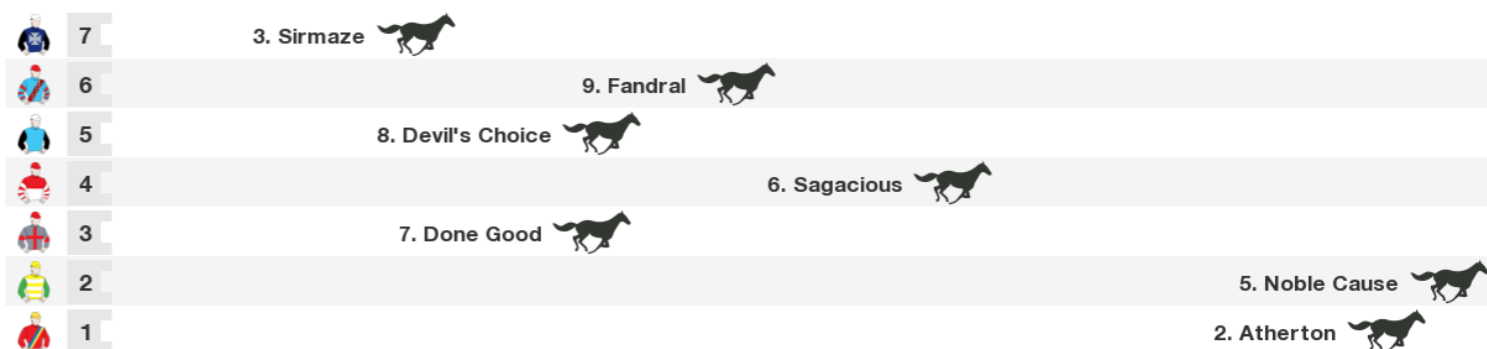 7 3. Sirmaze
6 9. Fandral
5 8. Devil's Choice
4 6. Sagacious
3 7. Done Good
2 5. Noble Cause
1 2. Atherton